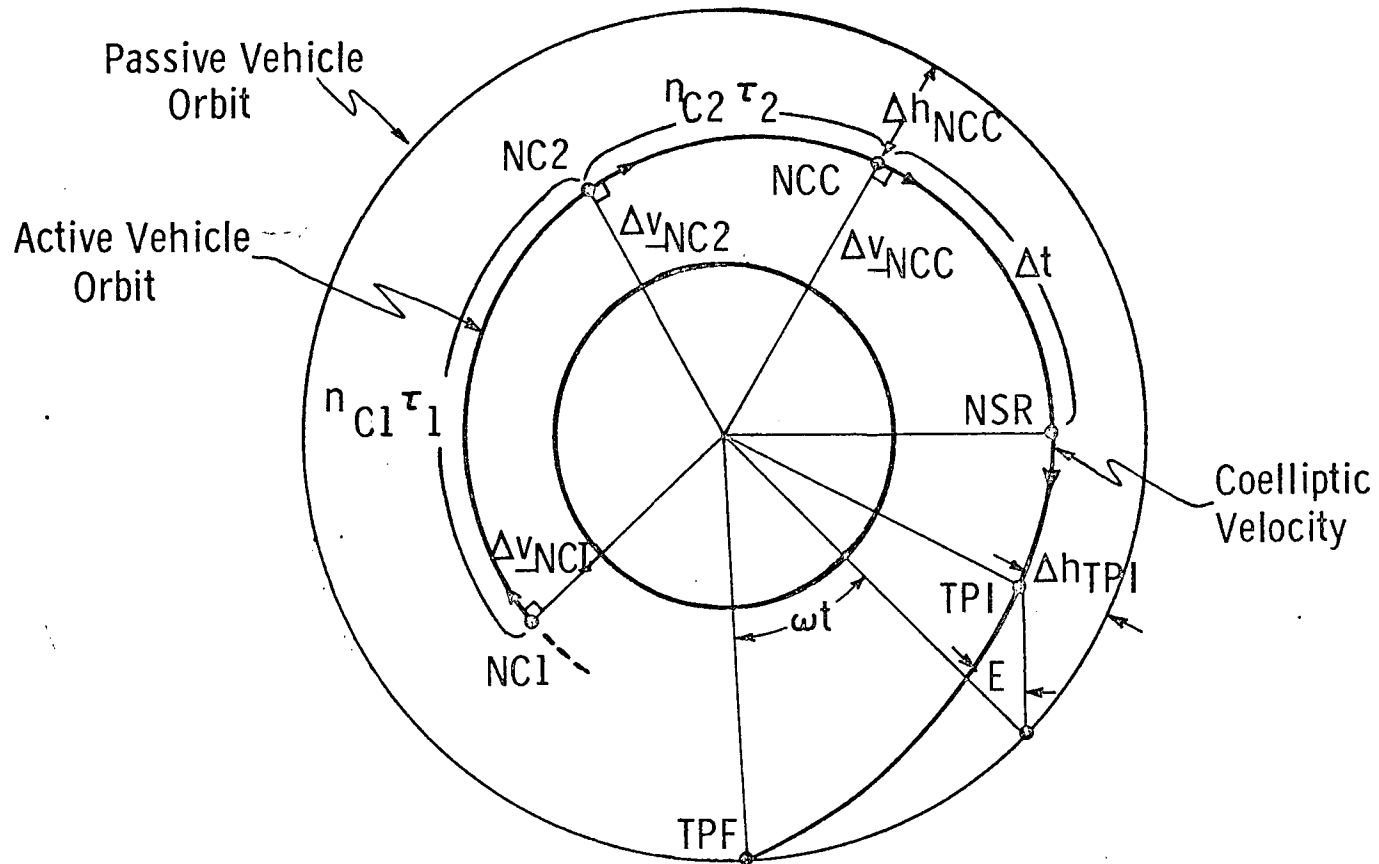 Passive Vehicle
Orbit
n_C2 τ_2
Δh_NCC
NC2
NCC
Active Vehicle
Orbit
Δv_NC2
Δv_NCC
Δt
n_C1 τ_1
NSR
Coelliptic
Velocity
Δv_NCI
Δh_TPI
TPI
ωt
NC1
E
TPF